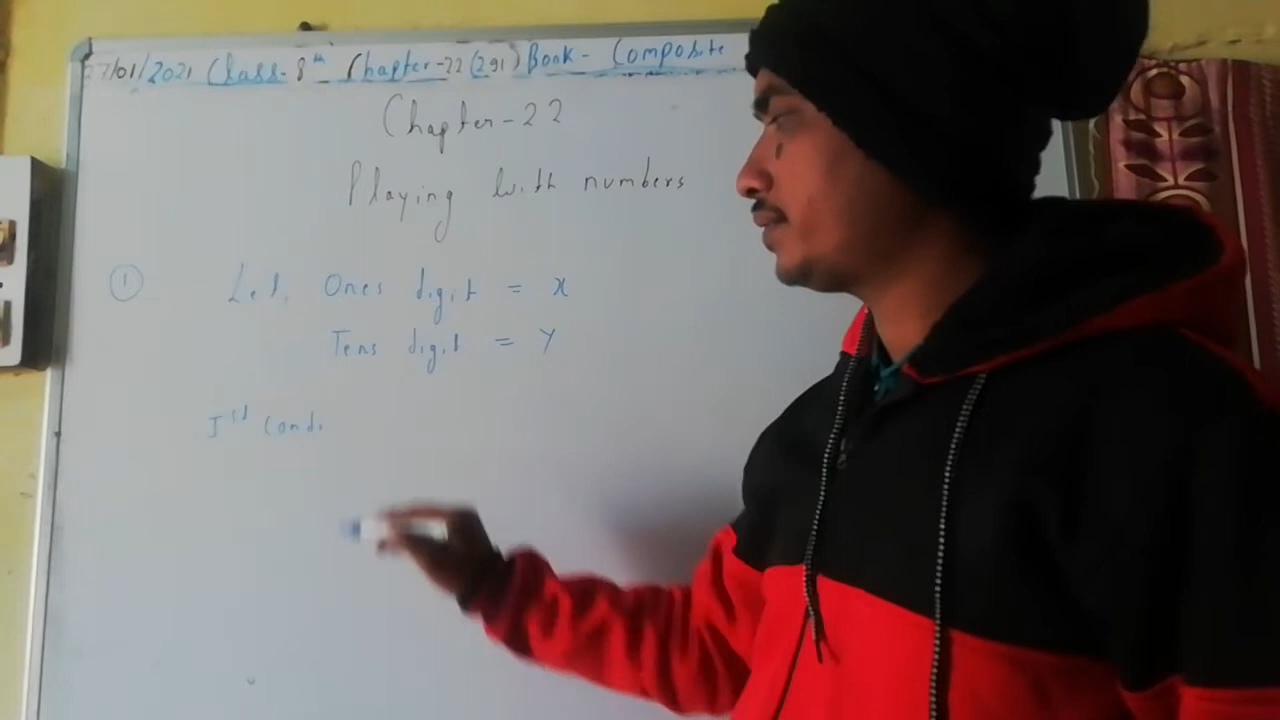 27/01/2021 Class- 8th Chapter-22 (291) Book- Composite
Chapter-22
Playing with numbers
1 Let, Ones digit = x
Tens digit = y
Ist Cond.